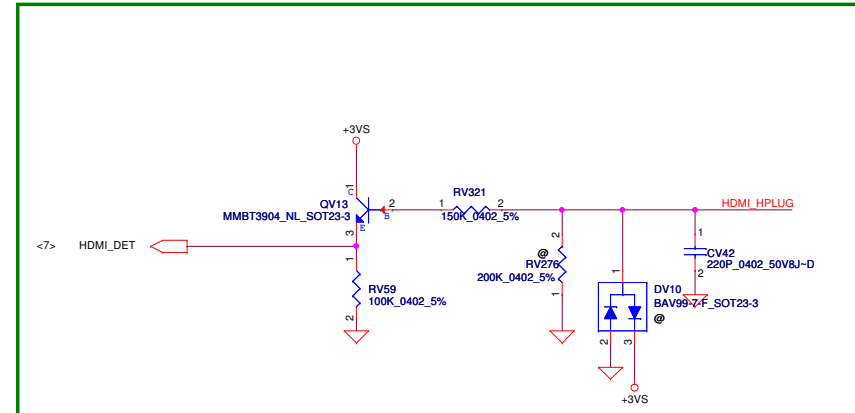 +3VS
C
1
QV13
MMBT3904_NL_SOT23-3
2
B
E
3
RV321
1
2
150K_0402_5%
HDMI_HPLUG
<7>
HDMI_DET
1
RV59
100K_0402_5%
2
2
@
RV276
200K_0402_5%
1
1
DV10
BAV99-7-F_SOT23-3
@
2
3
+3VS
1
CV42
220P_0402_50V8J~D
2